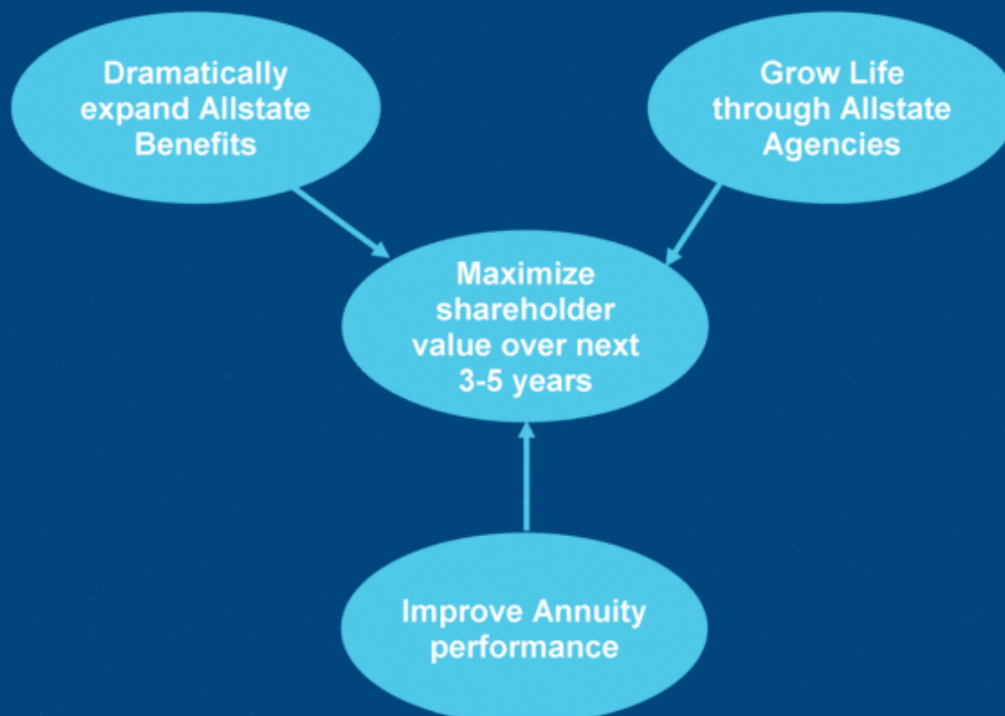 Dramatically
expand Allstate
Benefits
Grow Life
through Allstate
Agencies
Maximize
shareholder
value over next
3-5 years
Improve Annuity
performance